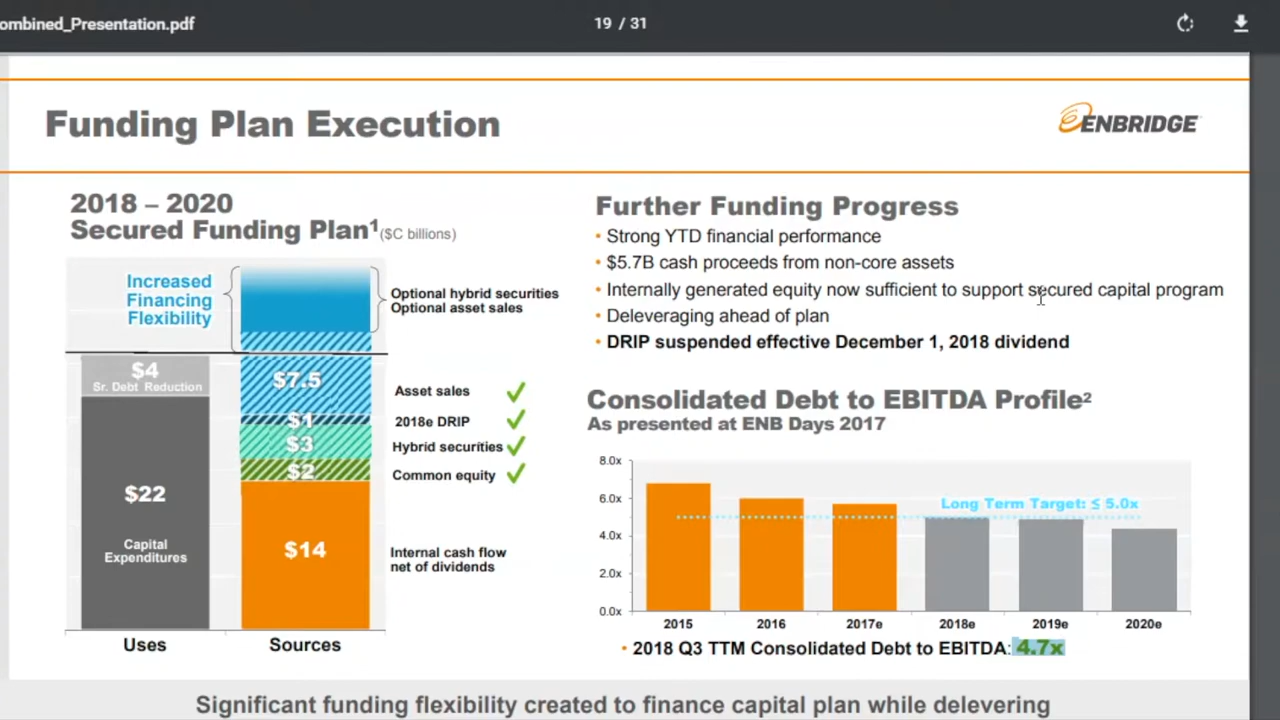 ombined_Presentation.pdf
19 / 31
Funding Plan Execution
ENBRIDGE
2018 – 2020
Secured Funding Plan¹ ($C billions)
Increased
Financing
Flexibility
Optional hybrid securities
Optional asset sales
$4
Sr. Debt Reduction
$22
Capital
Expenditures
$7.5
$1
$3
$2
$14
Asset sales
2018e DRIP
Hybrid securities
Common equity
Internal cash flow
net of dividends
Uses
Sources
Further Funding Progress
• Strong YTD financial performance
• $5.7B cash proceeds from non-core assets
• Internally generated equity now sufficient to support secured capital program
• Deleveraging ahead of plan
• DRIP suspended effective December 1, 2018 dividend
Consolidated Debt to EBITDA Profile²
As presented at ENB Days 2017
8.0x
6.0x
4.0x
2.0x
0.0x
Long Term Target: ≤ 5.0x
2015 2016 2017e 2018e 2019e 2020e
• 2018 Q3 TTM Consolidated Debt to EBITDA: 4.7x
Significant funding flexibility created to finance capital plan while delevering